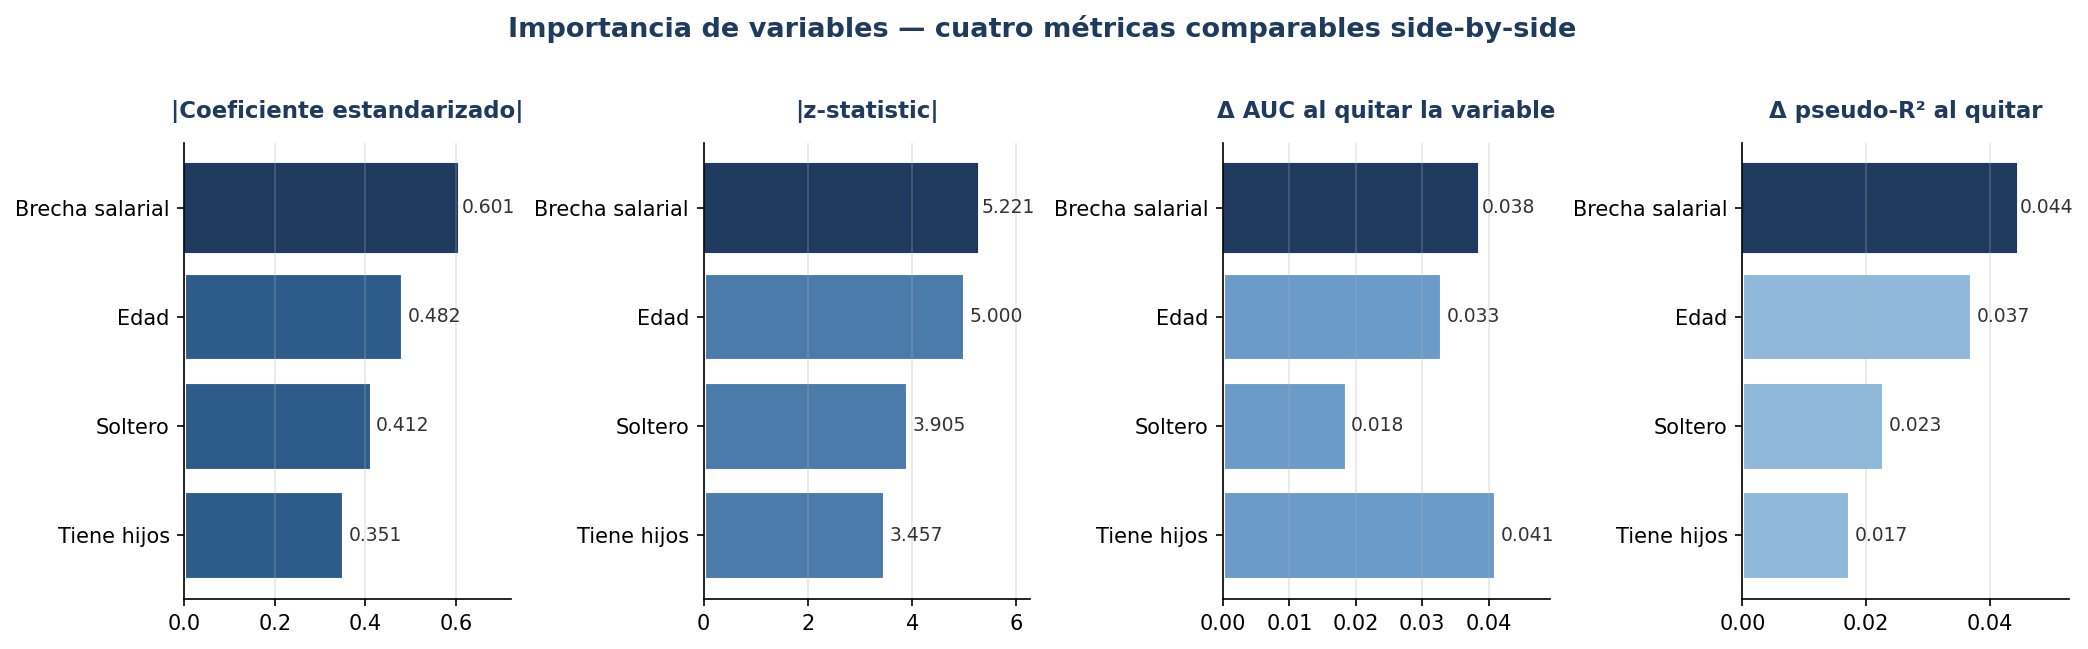 Importancia de variables — cuatro métricas comparables side-by-side
|Coeficiente estandarizado|
Brecha salarial
0.601
Edad
0.482
Soltero
0.412
Tiene hijos
0.351
0.0 0.2 0.4 0.6
|z-statistic|
Brecha salarial
5.221
Edad
5.000
Soltero
3.905
Tiene hijos
3.457
0 2 4 6
Δ AUC al quitar la variable
Brecha salarial
0.038
Edad
0.033
Soltero
0.018
Tiene hijos
0.041
0.00 0.01 0.02 0.03 0.04
Δ pseudo-R² al quitar
Brecha salarial
0.044
Edad
0.037
Soltero
0.023
Tiene hijos
0.017
0.00 0.02 0.04